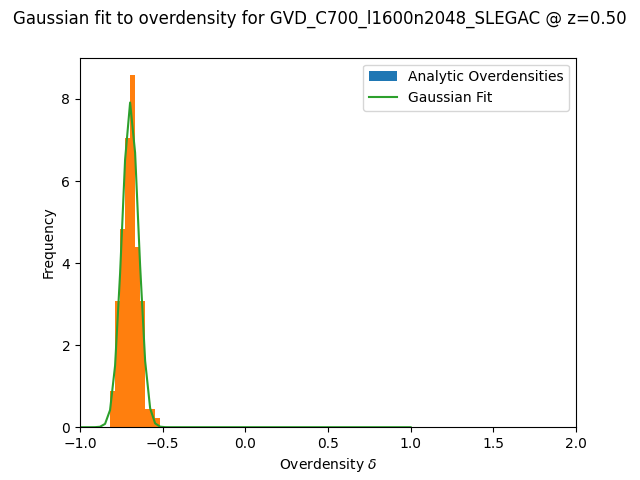 Gaussian fit to overdensity for GVD_C700_l1600n2048_SLEGAC @ z=0.50
Analytic Overdensities
Gaussian Fit
Frequency
8
6
4
2
0
−1.0 −0.5 0.0 0.5 1.0 1.5 2.0
Overdensity δ